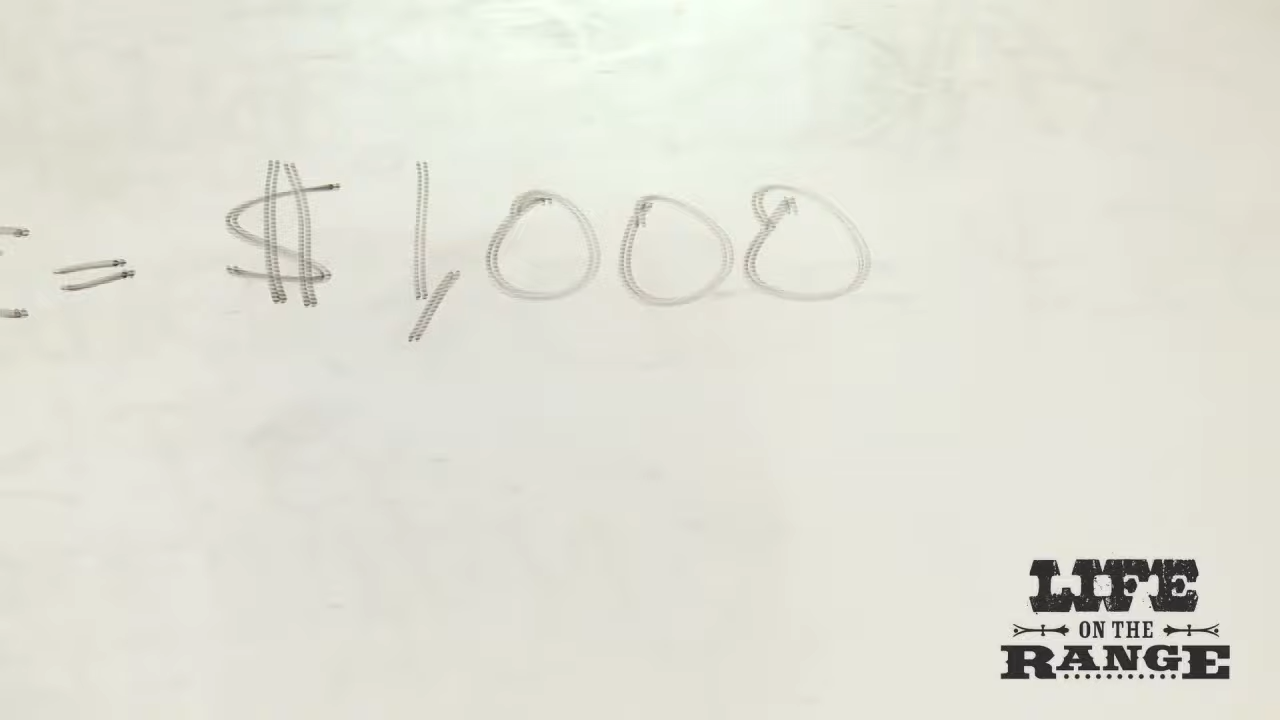 = $1,000
LIFE
ON THE
RANGE